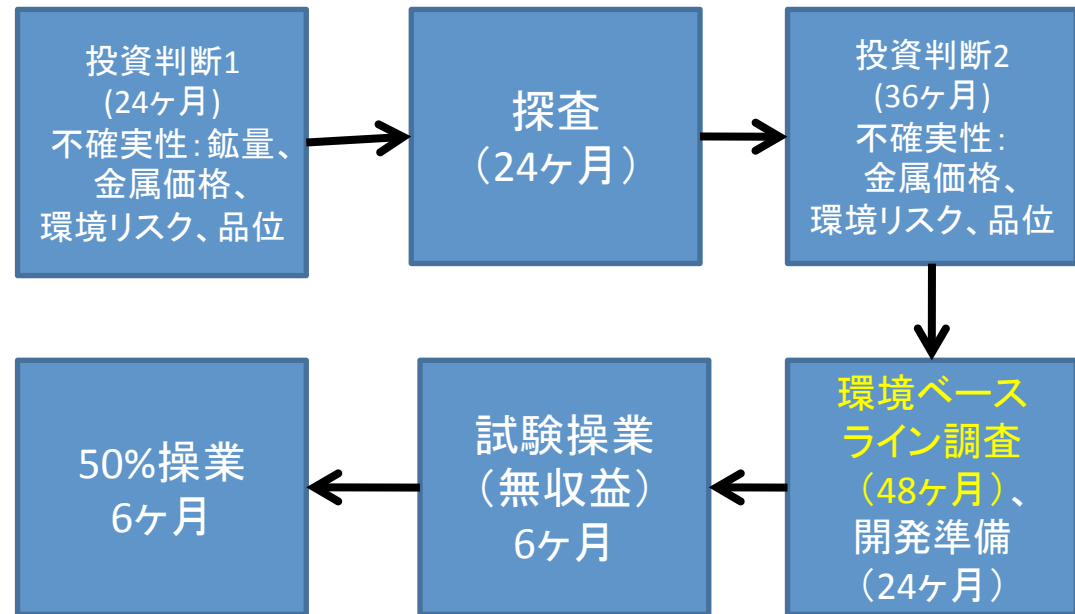 投資判断1
(24ヶ月)
不確実性：鉱量、
金属価格、
環境リスク、品位
探査
（24ヶ月）
投資判断2
(36ヶ月)
不確実性：
金属価格、
環境リスク、品位
環境ベース
ライン調査
（48ヶ月）、
開発準備
（24ヶ月）
試験操業
（無収益）
6ヶ月
50%操業
6ヶ月